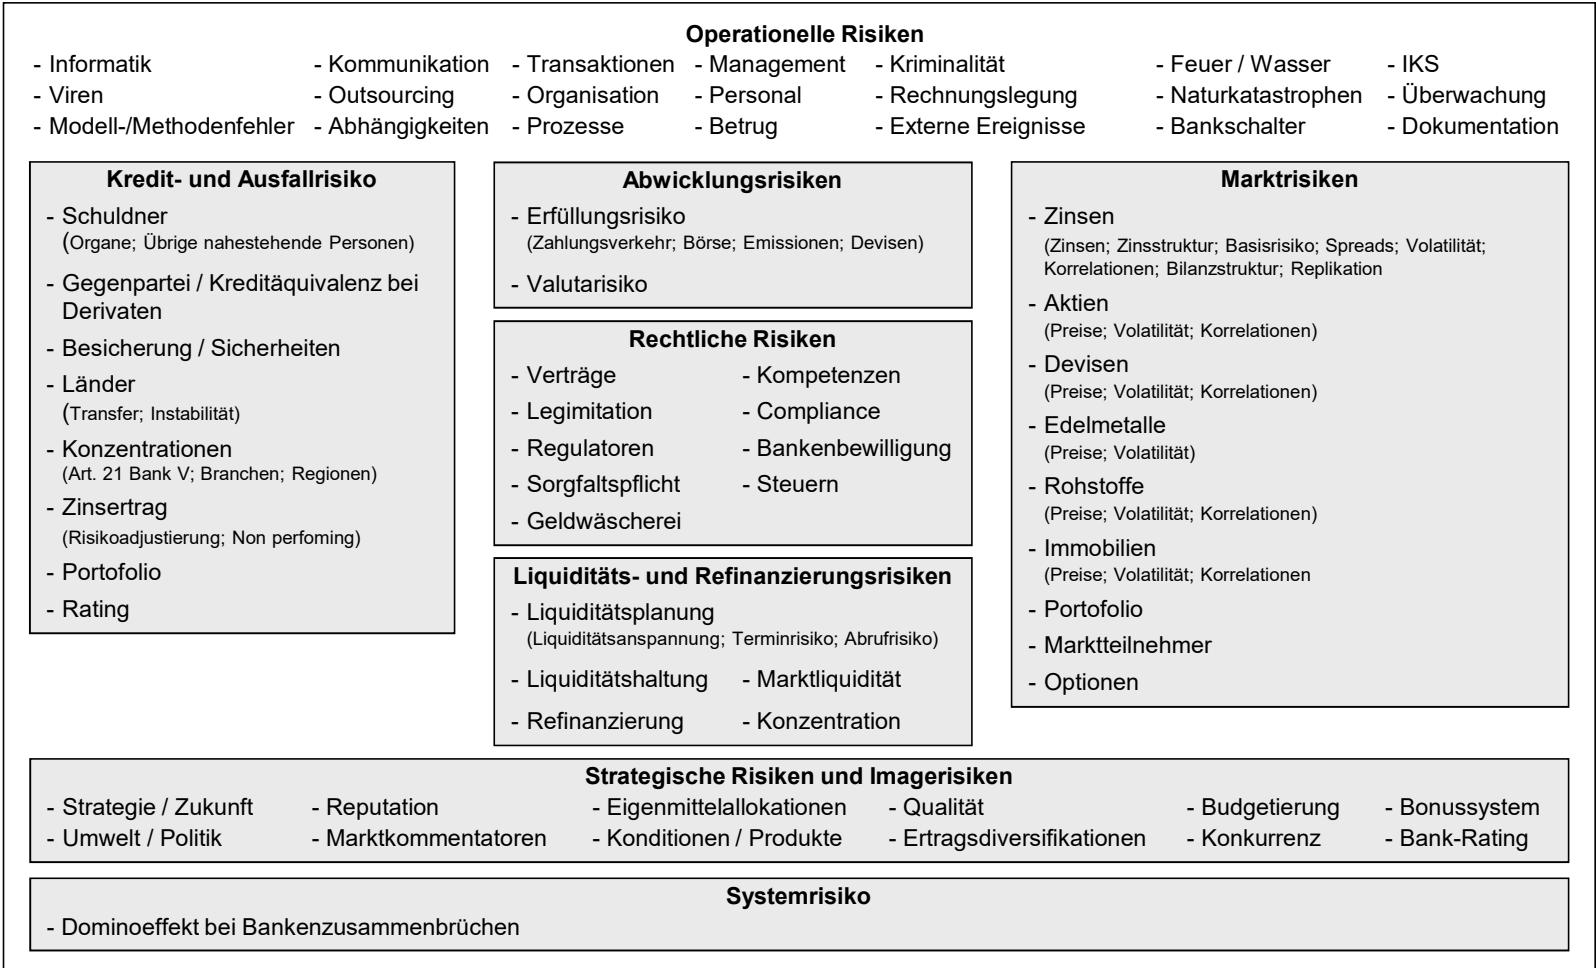 Operationelle Risiken
- Informatik - Kommunikation - Transaktionen - Management - Kriminalität - Feuer / Wasser - IKS
- Viren - Outsourcing - Organisation - Personal - Rechnungslegung - Naturkatastrophen - Überwachung
- Modell-/Methodenfehler - Abhängigkeiten - Prozesse - Betrug - Externe Ereignisse - Bankschalter - Dokumentation
Kredit- und Ausfallrisiko
- Schuldner
(Organe; Übrige nahestehende Personen)
- Gegenpartei / Kreditäquivalenz bei
Derivaten
- Besicherung / Sicherheiten
- Länder
(Transfer; Instabilität)
- Konzentrationen
(Art. 21 Bank V; Branchen; Regionen)
- Zinsertrag
(Risikoadjustierung; Non perfoming)
- Portofolio
- Rating
Abwicklungsrisiken
- Erfüllungsrisiko
(Zahlungsverkehr; Börse; Emissionen; Devisen)
- Valutarisiko
Rechtliche Risiken
- Verträge - Kompetenzen
- Legimitation - Compliance
- Regulatoren - Bankenbewilligung
- Sorgfaltspflicht - Steuern
- Geldwäscherei
Liquiditäts- und Refinanzierungsrisiken
- Liquiditätsplanung
(Liquiditätsanspannung; Terminrisiko; Abrufrisiko)
- Liquiditätshaltung - Marktliquidität
- Refinanzierung - Konzentration
Marktrisiken
- Zinsen
(Zinsen; Zinsstruktur; Basisrisiko; Spreads; Volatilität;
Korrelationen; Bilanzstruktur; Replikation
- Aktien
(Preise; Volatilität; Korrelationen)
- Devisen
(Preise; Volatilität; Korrelationen)
- Edelmetalle
(Preise; Volatilität)
- Rohstoffe
(Preise; Volatilität; Korrelationen)
- Immobilien
(Preise; Volatilität; Korrelationen
- Portofolio
- Marktteilnehmer
- Optionen
Strategische Risiken und Imagerisiken
- Strategie / Zukunft - Reputation - Eigenmittelallokationen - Qualität - Budgetierung - Bonussystem
- Umwelt / Politik - Marktkommentatoren - Konditionen / Produkte - Ertragsdiversifikationen - Konkurrenz - Bank-Rating
Systemrisiko
- Dominoeffekt bei Bankenzusammenbrüchen